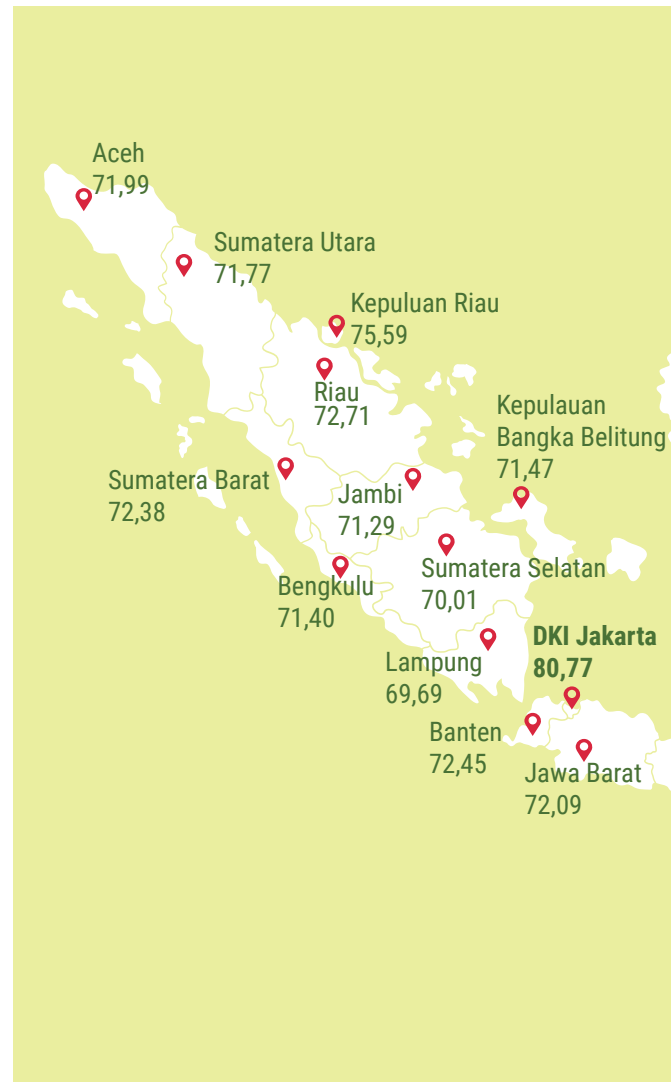 Aceh
71,99
Sumatera Utara
71,77
Kepuluan Riau
75,59
Riau
72,71
Kepulauan
Bangka Belitung
71,47
Sumatera Barat
72,38
Jambi
71,29
Sumatera Selatan
70,01
Bengkulu
71,40
DKI Jakarta
80,77
Lampung
69,69
Banten
72,45
Jawa Barat
72,09